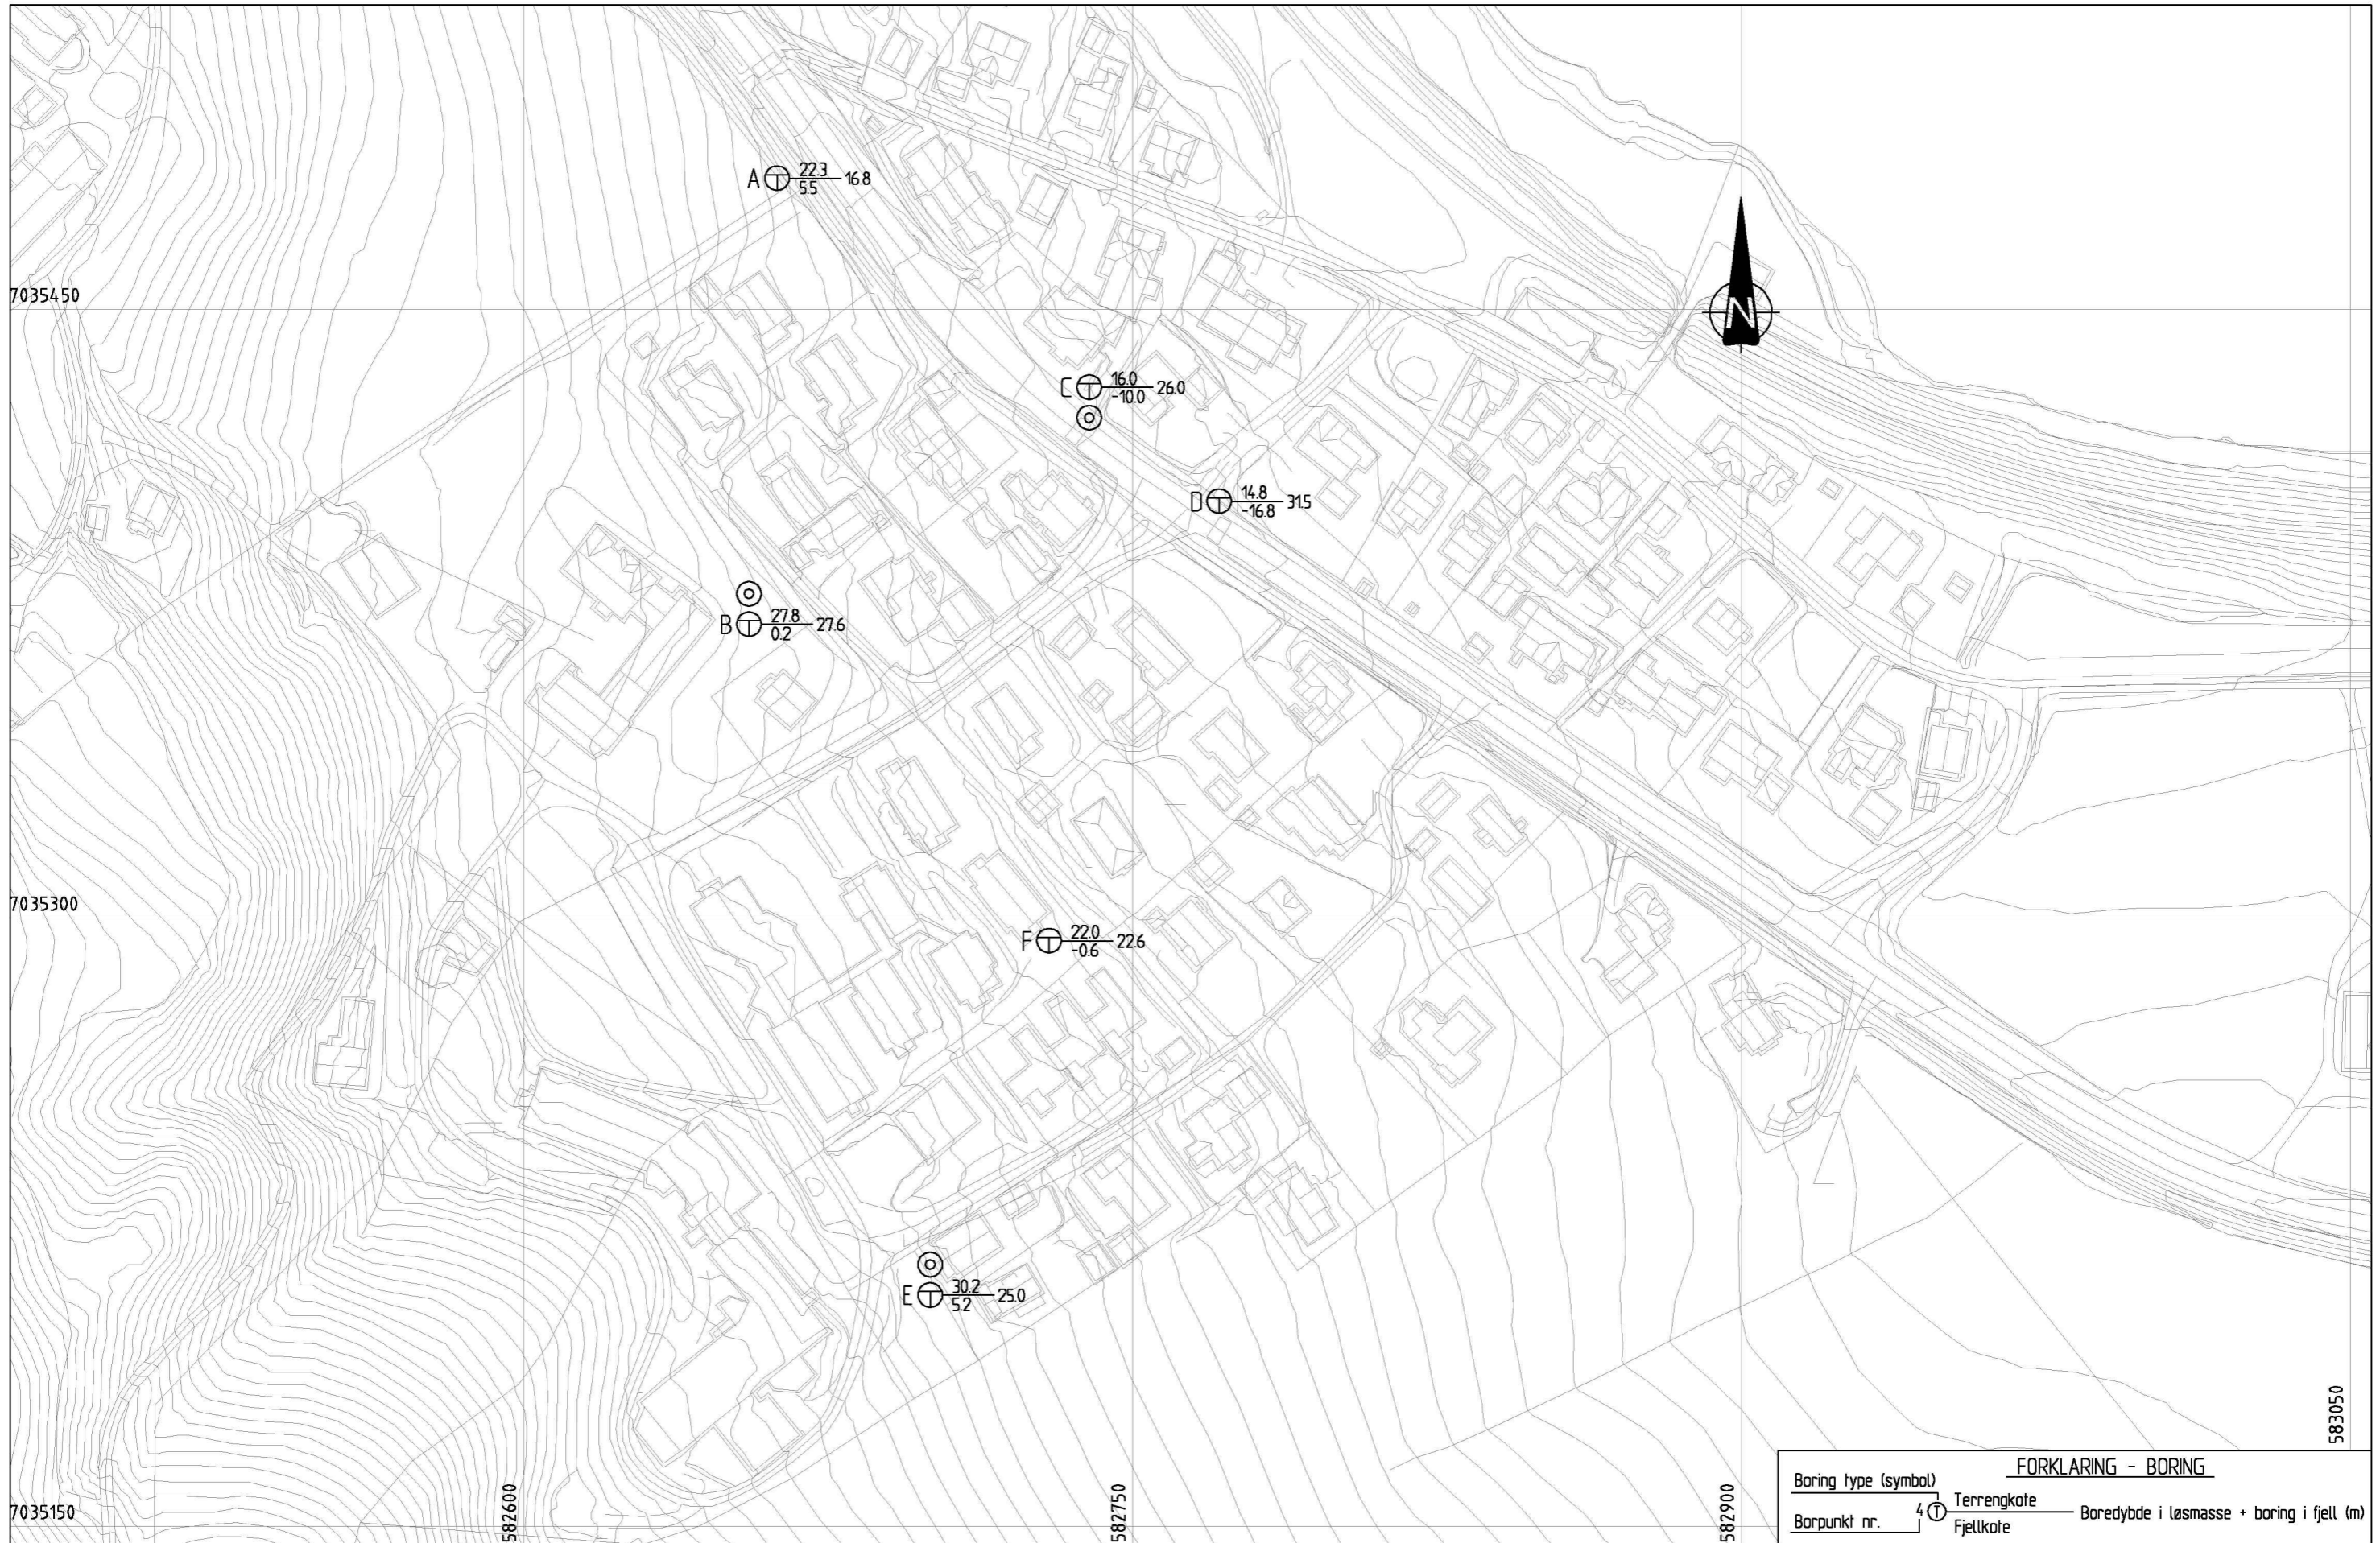 A 22.3 16.8
5.5
7035450
N
C 16.0 26.0
-10.0
D 14.8 31.5
-16.8
B 27.8 27.6
0.2
7035300
F 22.0 22.6
-0.6
E 30.2 25.0
5.2
583050
582600
582750
582900
7035150
FORKLARING - BORING
Boring type (symbol)
4 T Terrengkote
Boredybde i løsmasse + boring i fjell (m)
Borpunkt nr.
Fjellkote